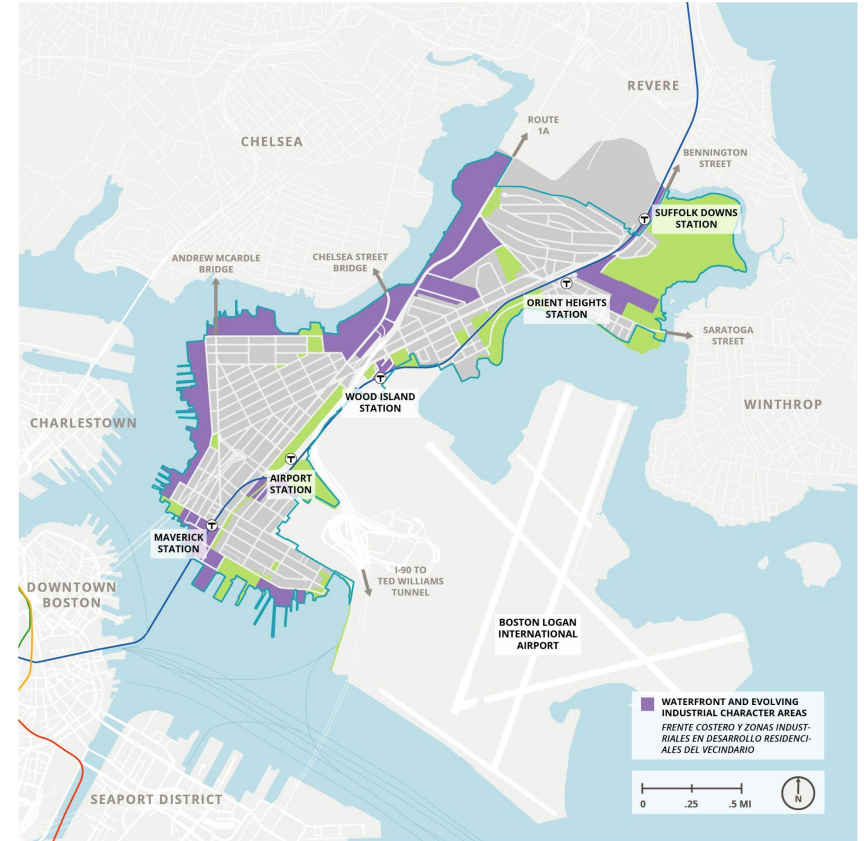 REVERE
ROUTE
1A
CHELSEA
BENNINGTON
STREET
SUFFOLK DOWNS
STATION
ANDREW MCARDLE
BRIDGE
CHELSEA STREET
BRIDGE
ORIENT HEIGHTS
STATION
SARATOGA
STREET
WOOD ISLAND
STATION
WINTHROP
CHARLESTOWN
AIRPORT
STATION
MAVERICK
STATION
I-90 TO
TED WILLIAMS
TUNNEL
DOWNTOWN
BOSTON
BOSTON LOGAN
INTERNATIONAL
AIRPORT
WATERFRONT AND EVOLVING
INDUSTRIAL CHARACTER AREAS
FRENTE COSTERO Y ZONAS INDUST-
RIALES EN DESARROLLO RESIDENCI-
ALES DEL VECINDARIO
SEAPORT DISTRICT
0 .25 .5 MI
N
T
T
T
T
T